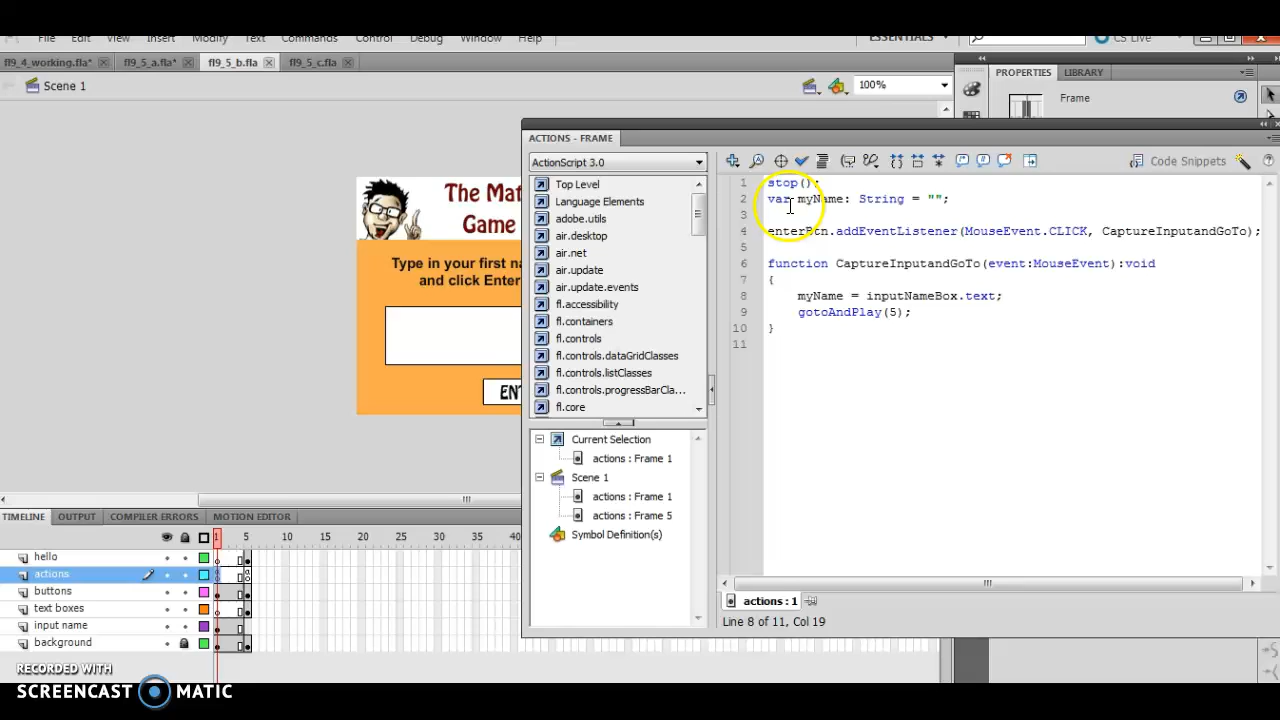 File Edit View Insert Modify Text Commands Control Debug Window Help
ESSENTIALS
CS Live
fl9_4_working.fla* fl9_5_a.fla* fl9_5_b.fla fl9_5_c.fla
Scene 1
100%
PROPERTIES LIBRARY
Frame
The Mat
Game
Type in your first na
and click Enter
ENT
ACTIONS - FRAME
ActionScript 3.0
Code Snippets
Top Level
Language Elements
adobe.utils
air.desktop
air.net
air.update
air.update.events
fl.accessibility
fl.containers
fl.controls
fl.controls.dataGridClasses
fl.controls.listClasses
fl.controls.progressBarCla...
fl.core
Current Selection
actions : Frame 1
Scene 1
actions : Frame 1
actions : Frame 5
Symbol Definition(s)
1 stop();
2 var myName: String = "";
3
4 enterBtn.addEventListener(MouseEvent.CLICK, CaptureInputandGoTo);
5
6 function CaptureInputandGoTo(event:MouseEvent):void
7 {
8 myName = inputNameBox.text;
9 gotoAndPlay(5);
10 }
11
actions : 1
Line 8 of 11, Col 19
TIMELINE OUTPUT COMPILER ERRORS MOTION EDITOR
1 5 10 15 20 25 30 35 40
hello
actions
buttons
text boxes
input name
background
RECORDED WITH
SCREENCAST MATIC